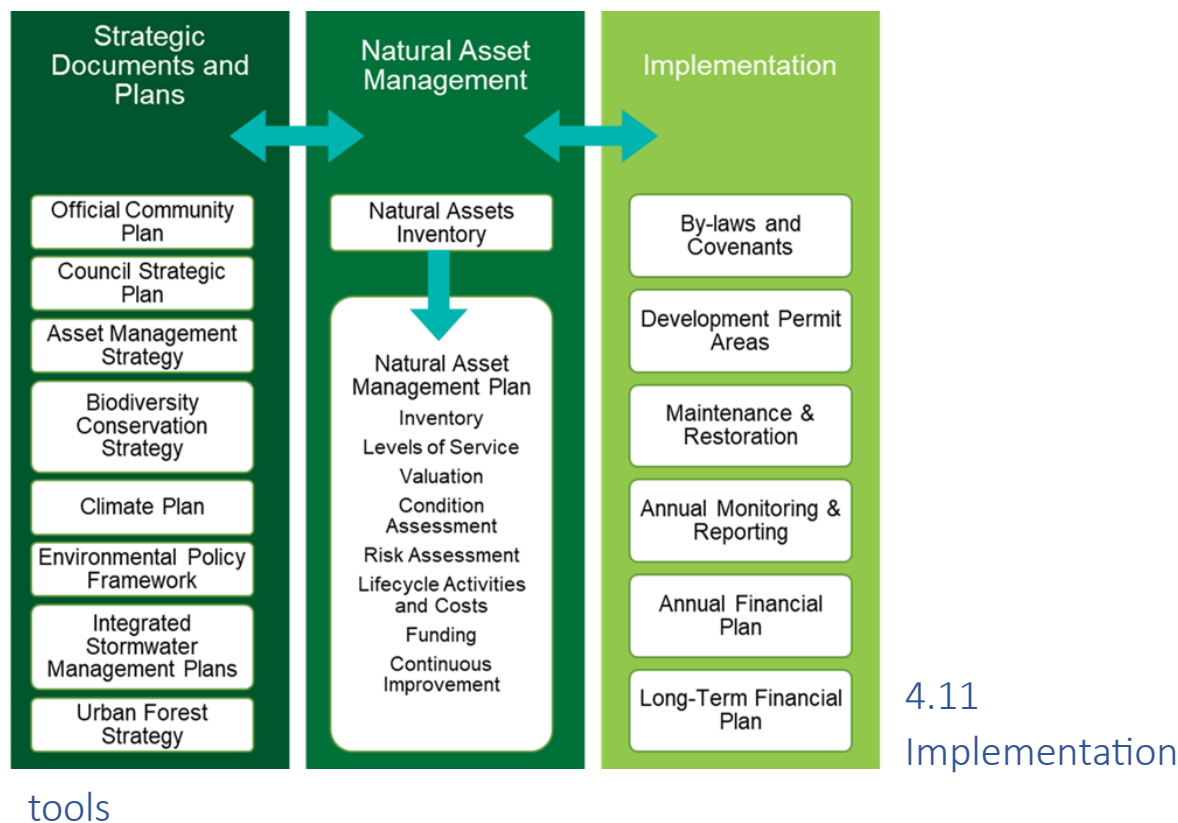 Strategic
Documents and
Plans
Official Community
Plan
Council Strategic
Plan
Asset Management
Strategy
Biodiversity
Conservation
Strategy
Climate Plan
Environmental Policy
Framework
Integrated
Stormwater
Management Plans
Urban Forest
Strategy
Natural Asset
Management
Natural Assets
Inventory
Natural Asset
Management Plan
Inventory
Levels of Service
Valuation
Condition
Assessment
Risk Assessment
Lifecycle Activities
and Costs
Funding
Continuous
Improvement
Implementation
By-laws and
Covenants
Development Permit
Areas
Maintenance &
Restoration
Annual Monitoring &
Reporting
Annual Financial
Plan
Long-Term Financial
Plan
4.11
Implementation
tools